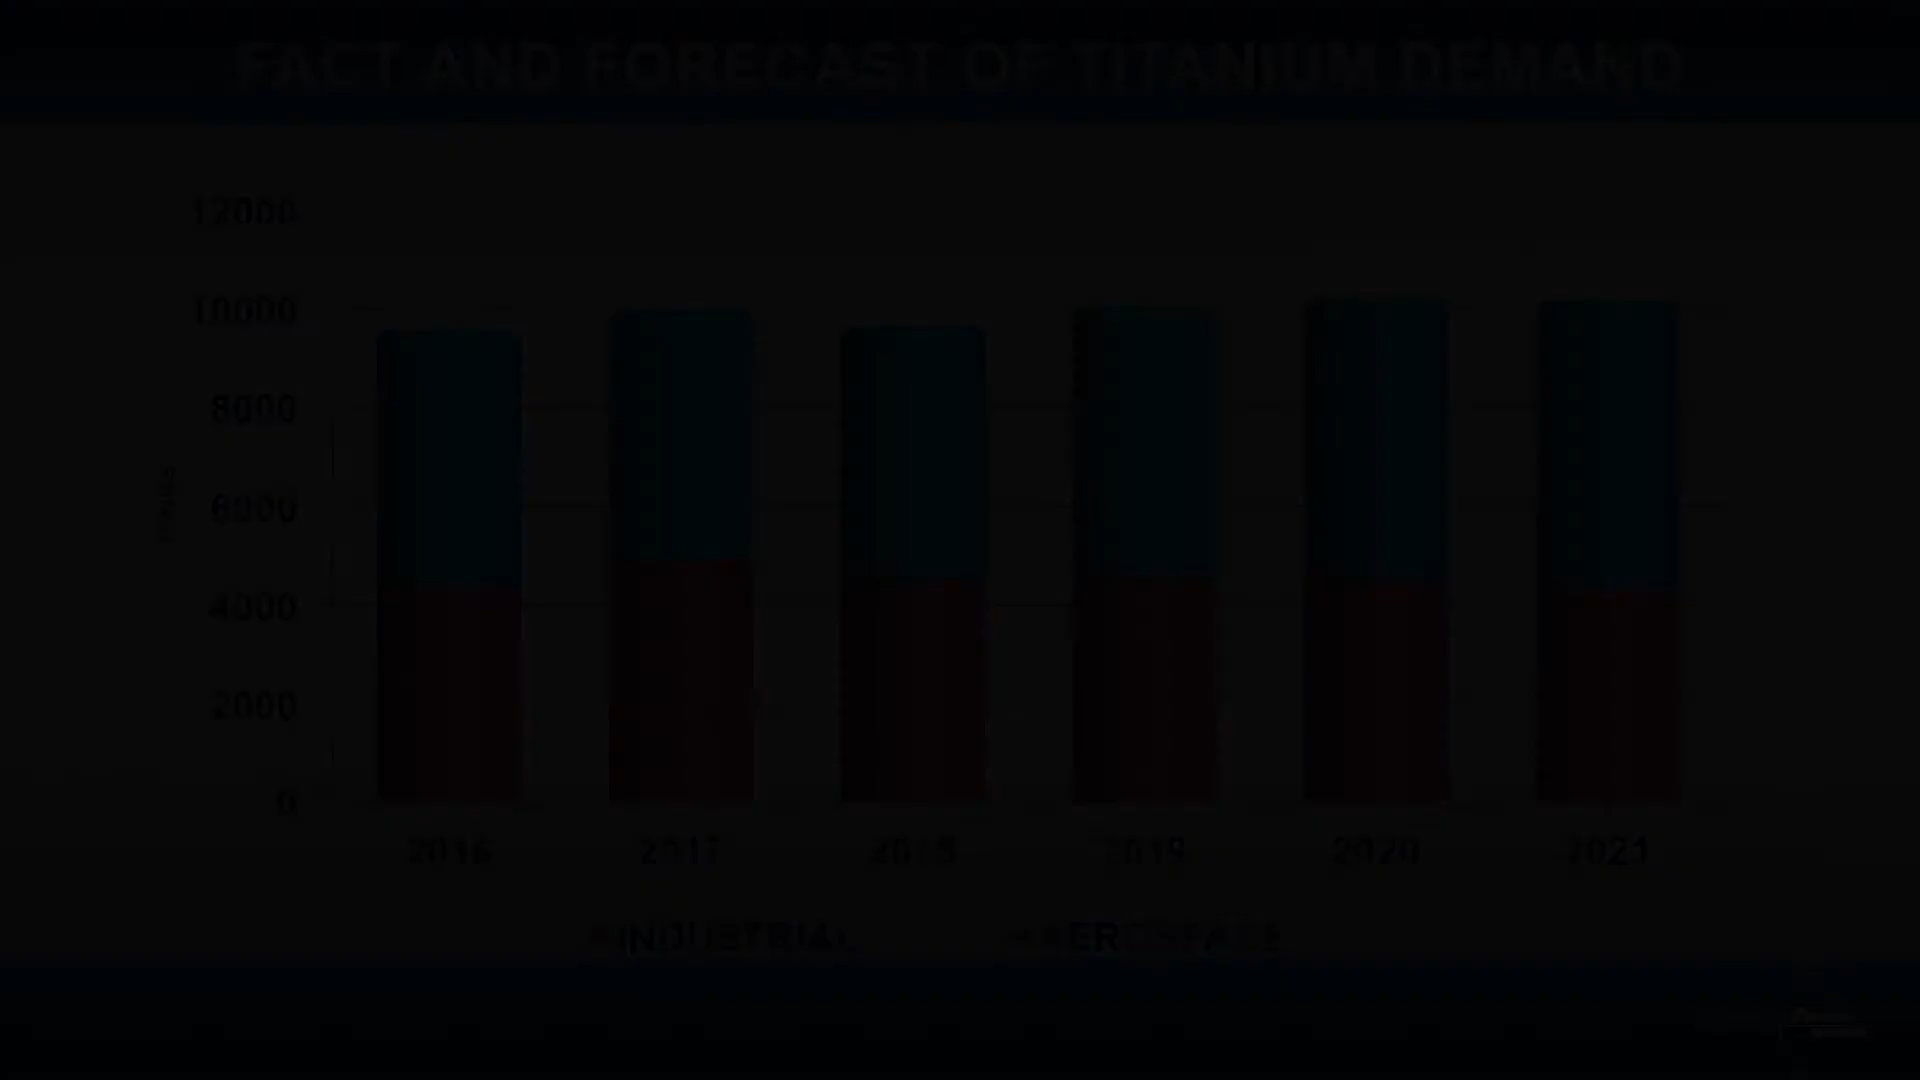 FACT AND FORECAST OF TITANIUM DEMAND
12000
10000
8000
6000
4000
2000
0
2016 2017 2018 2019 2020 2021
INDUSTRIAL AEROSPACE